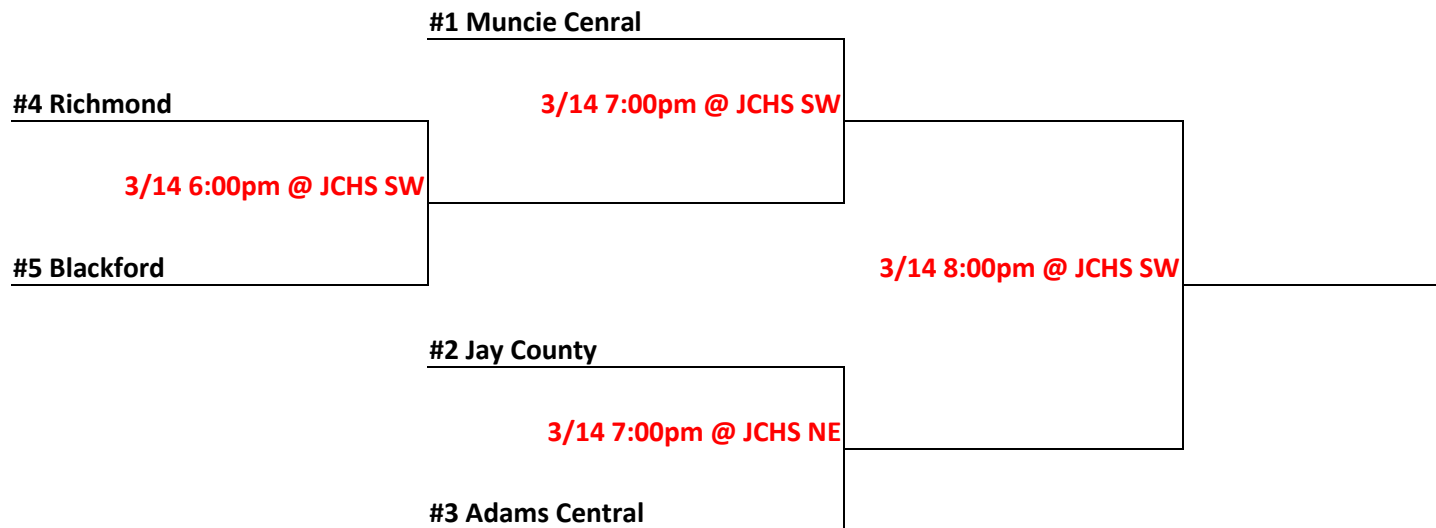 #1 Muncie Cenral
#4 Richmond
3/14 7:00pm @ JCHS SW
3/14 6:00pm @ JCHS SW
#5 Blackford
3/14 8:00pm @ JCHS SW
#2 Jay County
3/14 7:00pm @ JCHS NE
#3 Adams Central